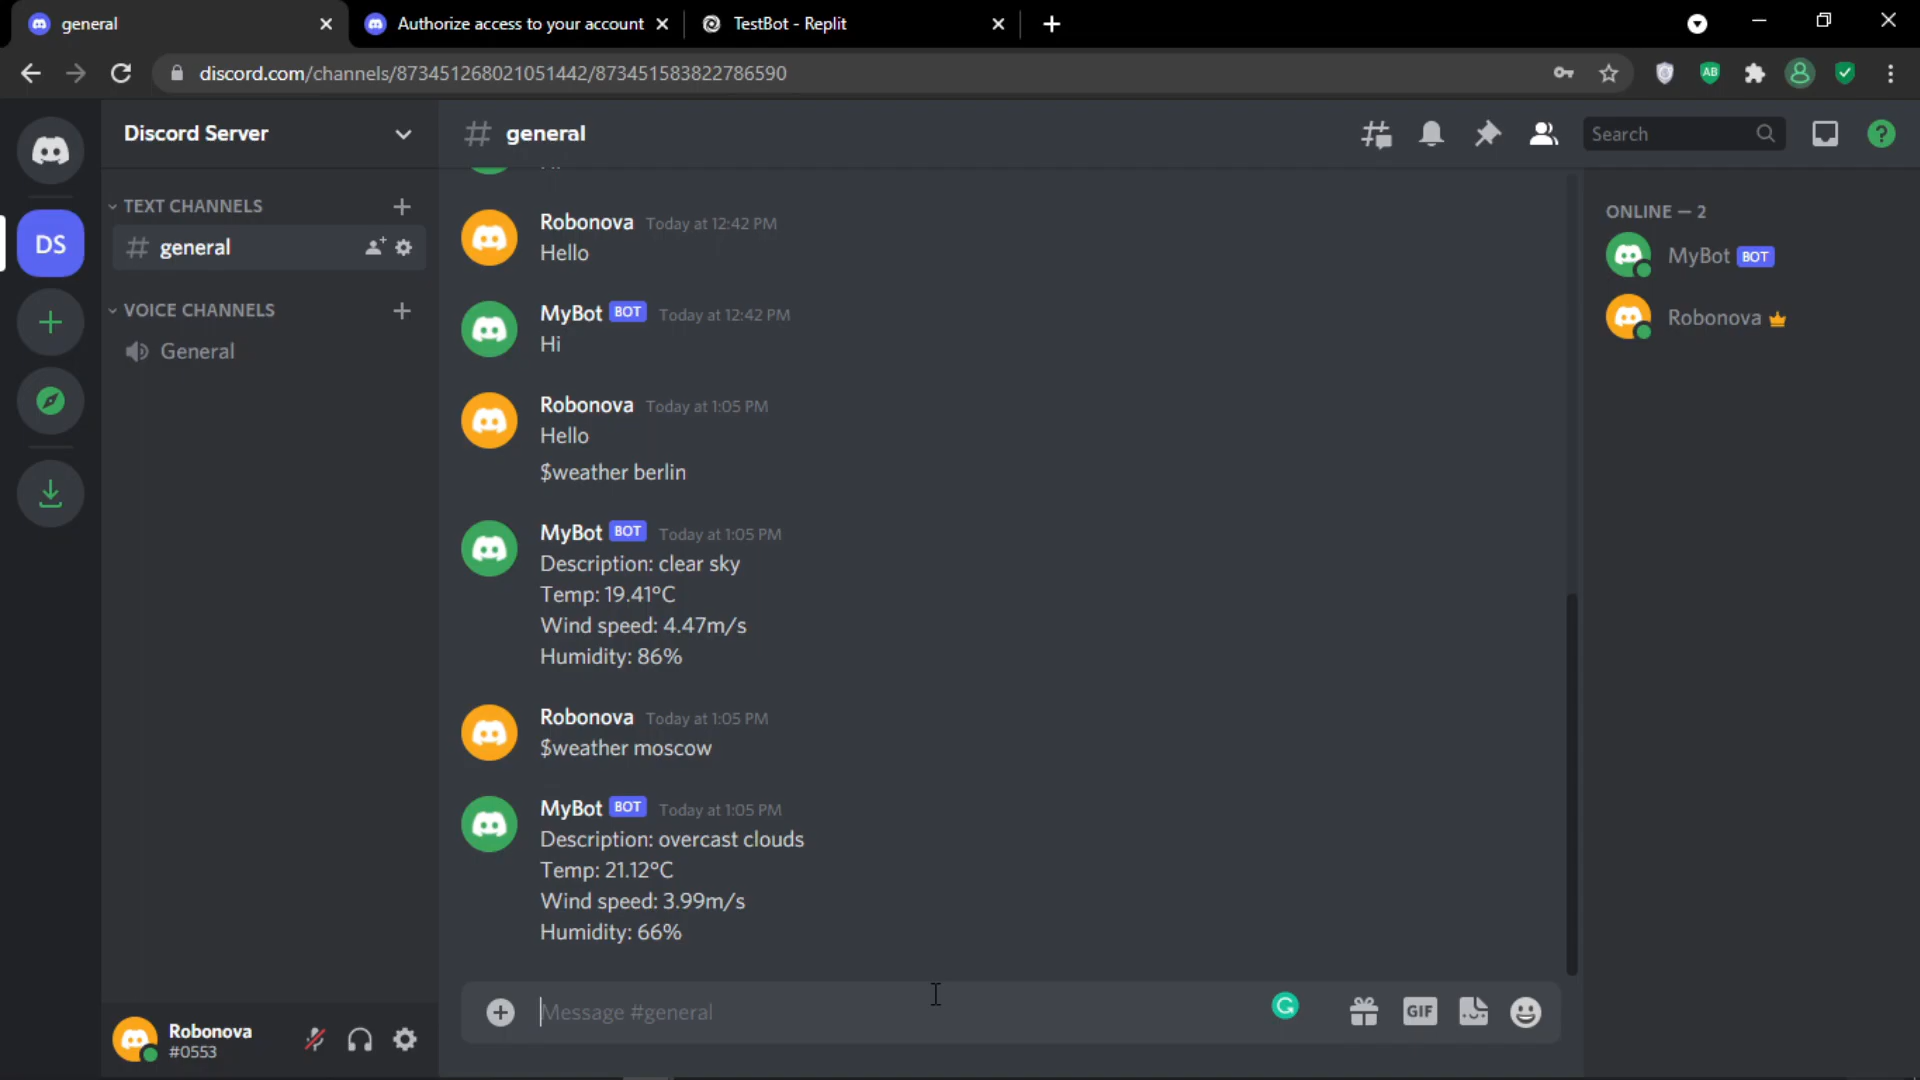 general
Authorize access to your account
TestBot - Replit
discord.com/channels/873451268021051442/873451583822786590
AB
Discord Server
general
Search
?
DS
TEXT CHANNELS
general
VOICE CHANNELS
General
Robonova Today at 12:42 PM
Hello
MyBot BOT Today at 12:42 PM
Hi
Robonova Today at 1:05 PM
Hello
$weather berlin
MyBot BOT Today at 1:05 PM
Description: clear sky
Temp: 19.41°C
Wind speed: 4.47m/s
Humidity: 86%
Robonova Today at 1:05 PM
$weather moscow
MyBot BOT Today at 1:05 PM
Description: overcast clouds
Temp: 21.12°C
Wind speed: 3.99m/s
Humidity: 66%
Message #general
G
GIF
ONLINE — 2
MyBot BOT
Robonova
Robonova
#0553